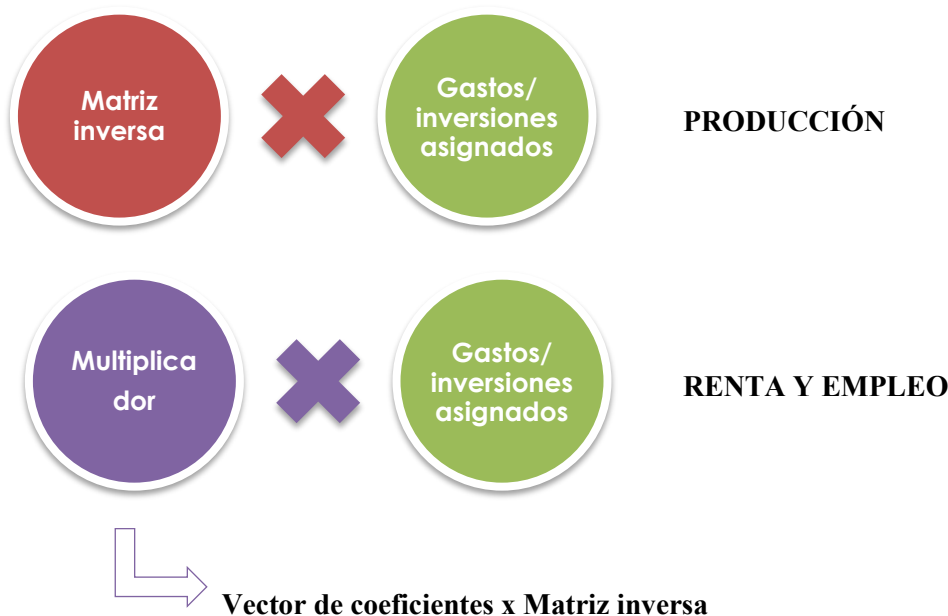 Matriz
inversa
Gastos/
inversiones
asignados
PRODUCCIÓN
Multiplica
dor
Gastos/
inversiones
asignados
RENTA Y EMPLEO
Vector de coeficientes x Matriz inversa